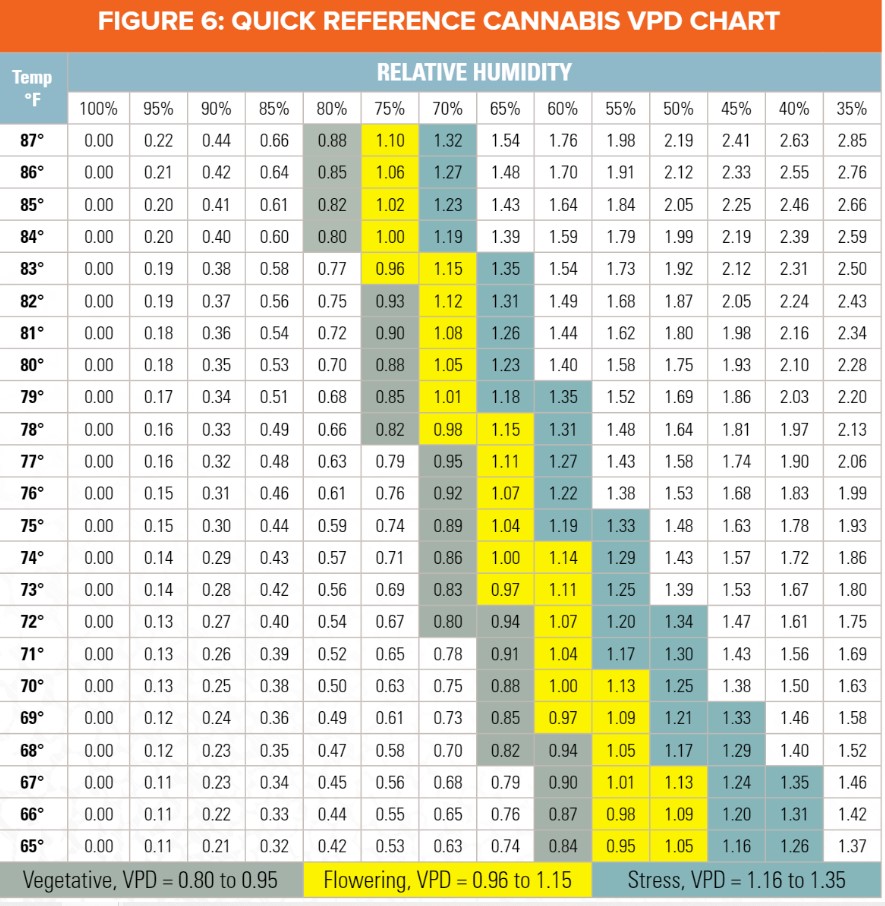 FIGURE 6: QUICK REFERENCE CANNABIS VPD CHART
Temp °F RELATIVE HUMIDITY
100% 95% 90% 85% 80% 75% 70% 65% 60% 55% 50% 45% 40% 35%
87° 0.00 0.22 0.44 0.66 0.88 1.10 1.32 1.54 1.76 1.98 2.19 2.41 2.63 2.85
86° 0.00 0.21 0.42 0.64 0.85 1.06 1.27 1.48 1.70 1.91 2.12 2.33 2.55 2.76
85° 0.00 0.20 0.41 0.61 0.82 1.02 1.23 1.43 1.64 1.84 2.05 2.25 2.46 2.66
84° 0.00 0.20 0.40 0.60 0.80 1.00 1.19 1.39 1.59 1.79 1.99 2.19 2.39 2.59
83° 0.00 0.19 0.38 0.58 0.77 0.96 1.15 1.35 1.54 1.73 1.92 2.12 2.31 2.50
82° 0.00 0.19 0.37 0.56 0.75 0.93 1.12 1.31 1.49 1.68 1.87 2.05 2.24 2.43
81° 0.00 0.18 0.36 0.54 0.72 0.90 1.08 1.26 1.44 1.62 1.80 1.98 2.16 2.34
80° 0.00 0.18 0.35 0.53 0.70 0.88 1.05 1.23 1.40 1.58 1.75 1.93 2.10 2.28
79° 0.00 0.17 0.34 0.51 0.68 0.85 1.01 1.18 1.35 1.52 1.69 1.86 2.03 2.20
78° 0.00 0.16 0.33 0.49 0.66 0.82 0.98 1.15 1.31 1.48 1.64 1.81 1.97 2.13
77° 0.00 0.16 0.32 0.48 0.63 0.79 0.95 1.11 1.27 1.43 1.58 1.74 1.90 2.06
76° 0.00 0.15 0.31 0.46 0.61 0.76 0.92 1.07 1.22 1.38 1.53 1.68 1.83 1.99
75° 0.00 0.15 0.30 0.44 0.59 0.74 0.89 1.04 1.19 1.33 1.48 1.63 1.78 1.93
74° 0.00 0.14 0.29 0.43 0.57 0.71 0.86 1.00 1.14 1.29 1.43 1.57 1.72 1.86
73° 0.00 0.14 0.28 0.42 0.56 0.69 0.83 0.97 1.11 1.25 1.39 1.53 1.67 1.80
72° 0.00 0.13 0.27 0.40 0.54 0.67 0.80 0.94 1.07 1.20 1.34 1.47 1.61 1.75
71° 0.00 0.13 0.26 0.39 0.52 0.65 0.78 0.91 1.04 1.17 1.30 1.43 1.56 1.69
70° 0.00 0.13 0.25 0.38 0.50 0.63 0.75 0.88 1.00 1.13 1.25 1.38 1.50 1.63
69° 0.00 0.12 0.24 0.36 0.49 0.61 0.73 0.85 0.97 1.09 1.21 1.33 1.46 1.58
68° 0.00 0.12 0.23 0.35 0.47 0.58 0.70 0.82 0.94 1.05 1.17 1.29 1.40 1.52
67° 0.00 0.11 0.23 0.34 0.45 0.56 0.68 0.79 0.90 1.01 1.13 1.24 1.35 1.46
66° 0.00 0.11 0.22 0.33 0.44 0.55 0.65 0.76 0.87 0.98 1.09 1.20 1.31 1.42
65° 0.00 0.11 0.21 0.32 0.42 0.53 0.63 0.74 0.84 0.95 1.05 1.16 1.26 1.37
Vegetative, VPD = 0.80 to 0.95 Flowering, VPD = 0.96 to 1.15 Stress, VPD = 1.16 to 1.35